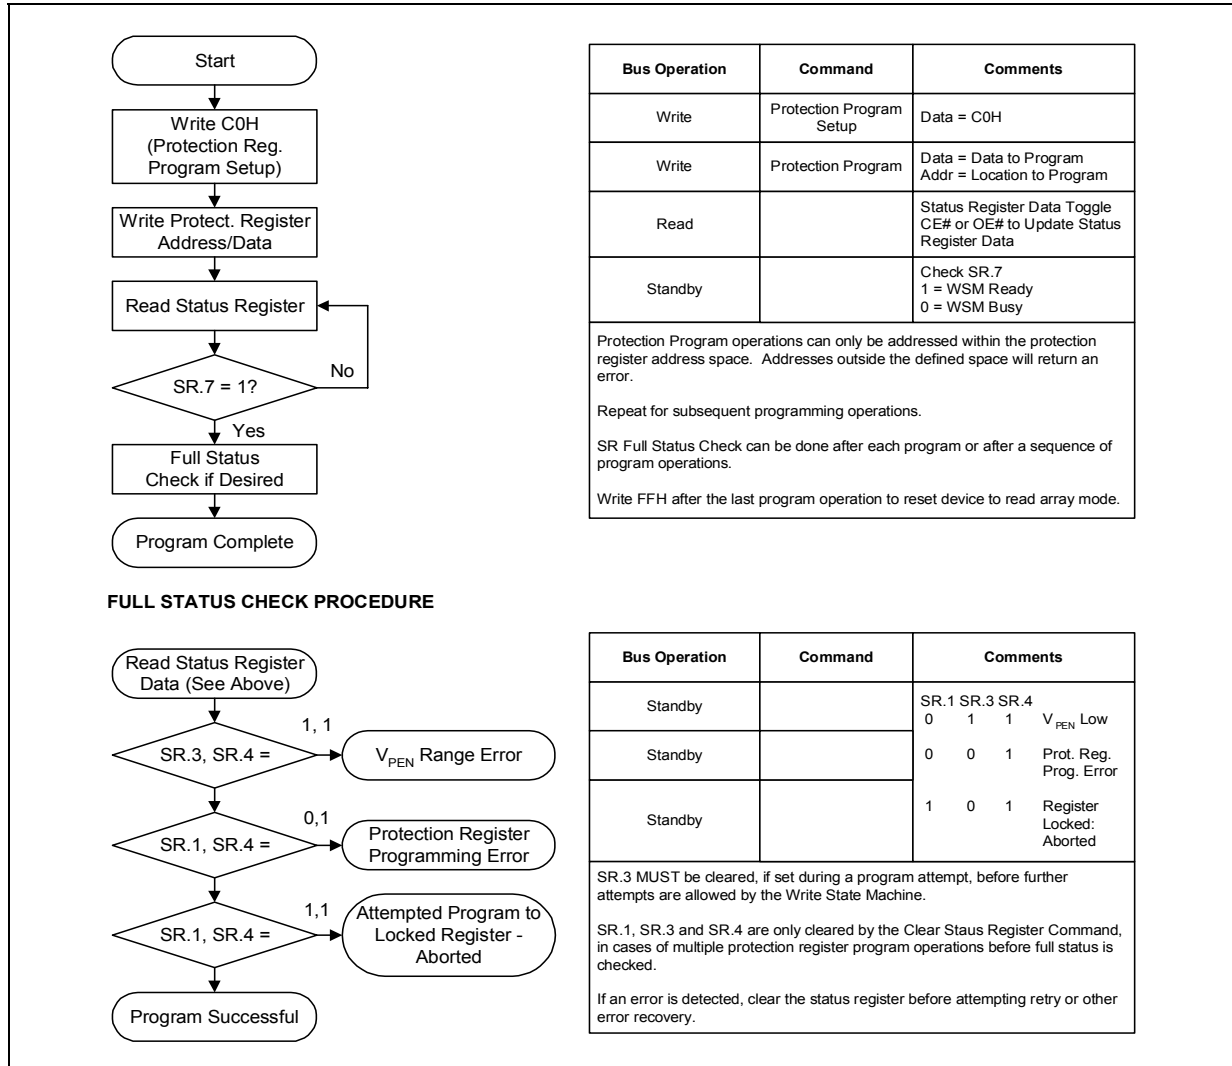 Start
Write C0H
(Protection Reg.
Program Setup)
Write Protect. Register
Address/Data
Read Status Register
No
SR.7 = 1?
Yes
Full Status
Check if Desired
Program Complete
Bus Operation Command Comments
Write Protection Program
Setup Data = C0H
Write Protection Program Data = Data to Program
Addr = Location to Program
Read Status Register Data Toggle
CE# or OE# to Update Status
Register Data
Standby Check SR.7
1 = WSM Ready
0 = WSM Busy
Protection Program operations can only be addressed within the protection
register address space. Addresses outside the defined space will return an
error.
Repeat for subsequent programming operations.
SR Full Status Check can be done after each program or after a sequence of
program operations.
Write FFH after the last program operation to reset device to read array mode.
FULL STATUS CHECK PROCEDURE
Read Status Register
Data (See Above)
1, 1
SR.3, SR.4 =
VPEN Range Error
0,1
SR.1, SR.4 =
Protection Register
Programming Error
1,1
SR.1, SR.4 =
Attempted Program to
Locked Register -
Aborted
Program Successful
Bus Operation Command Comments
Standby SR.1 SR.3 SR.4
0 1 1 VPEN Low
Standby 0 0 1 Prot. Reg.
Prog. Error
Standby 1 0 1 Register
Locked:
Aborted
SR.3 MUST be cleared, if set during a program attempt, before further
attempts are allowed by the Write State Machine.
SR.1, SR.3 and SR.4 are only cleared by the Clear Staus Register Command,
in cases of multiple protection register program operations before full status is
checked.
If an error is detected, clear the status register before attempting retry or other
error recovery.